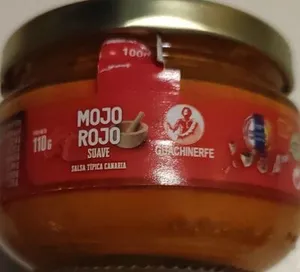 100%
MOJO
ROJO
SUAVE
SALSA TÍPICA CANARIA
110G
GUACHINERFE